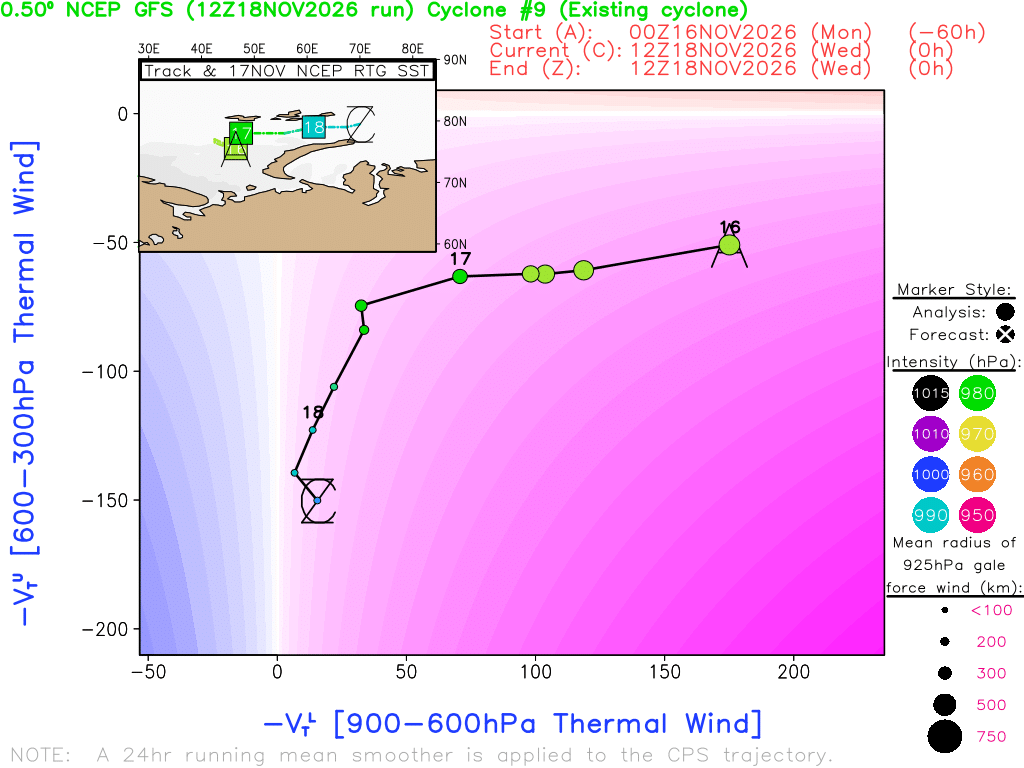 0.50º NCEP GFS (12Z18NOV2026 run) Cyclone #9 (Existing cyclone)
Start (A): 00Z16NOV2026 (Mon) (−60h)
Current (C): 12Z18NOV2026 (Wed) (0h)
End (Z): 12Z18NOV2026 (Wed) (0h)
30E 40E 50E 60E 70E 80E
90N
80N
70N
60N
Track & 17NOV NCEP RTG SST
17
18
C
A
0
−50
−100
−150
−200
−50 0 50 100 150 200
16
A
17
18
C
Z
−V_T^U [600−300hPa Thermal Wind]
−V_T^L [900−600hPa Thermal Wind]
Marker Style:
Analysis:
Forecast:
Intensity (hPa):
1015 980
1010 970
1000 960
990 950
Mean radius of
925hPa gale
force wind (km):
<100
200
300
500
750
NOTE: A 24hr running mean smoother is applied to the CPS trajectory.